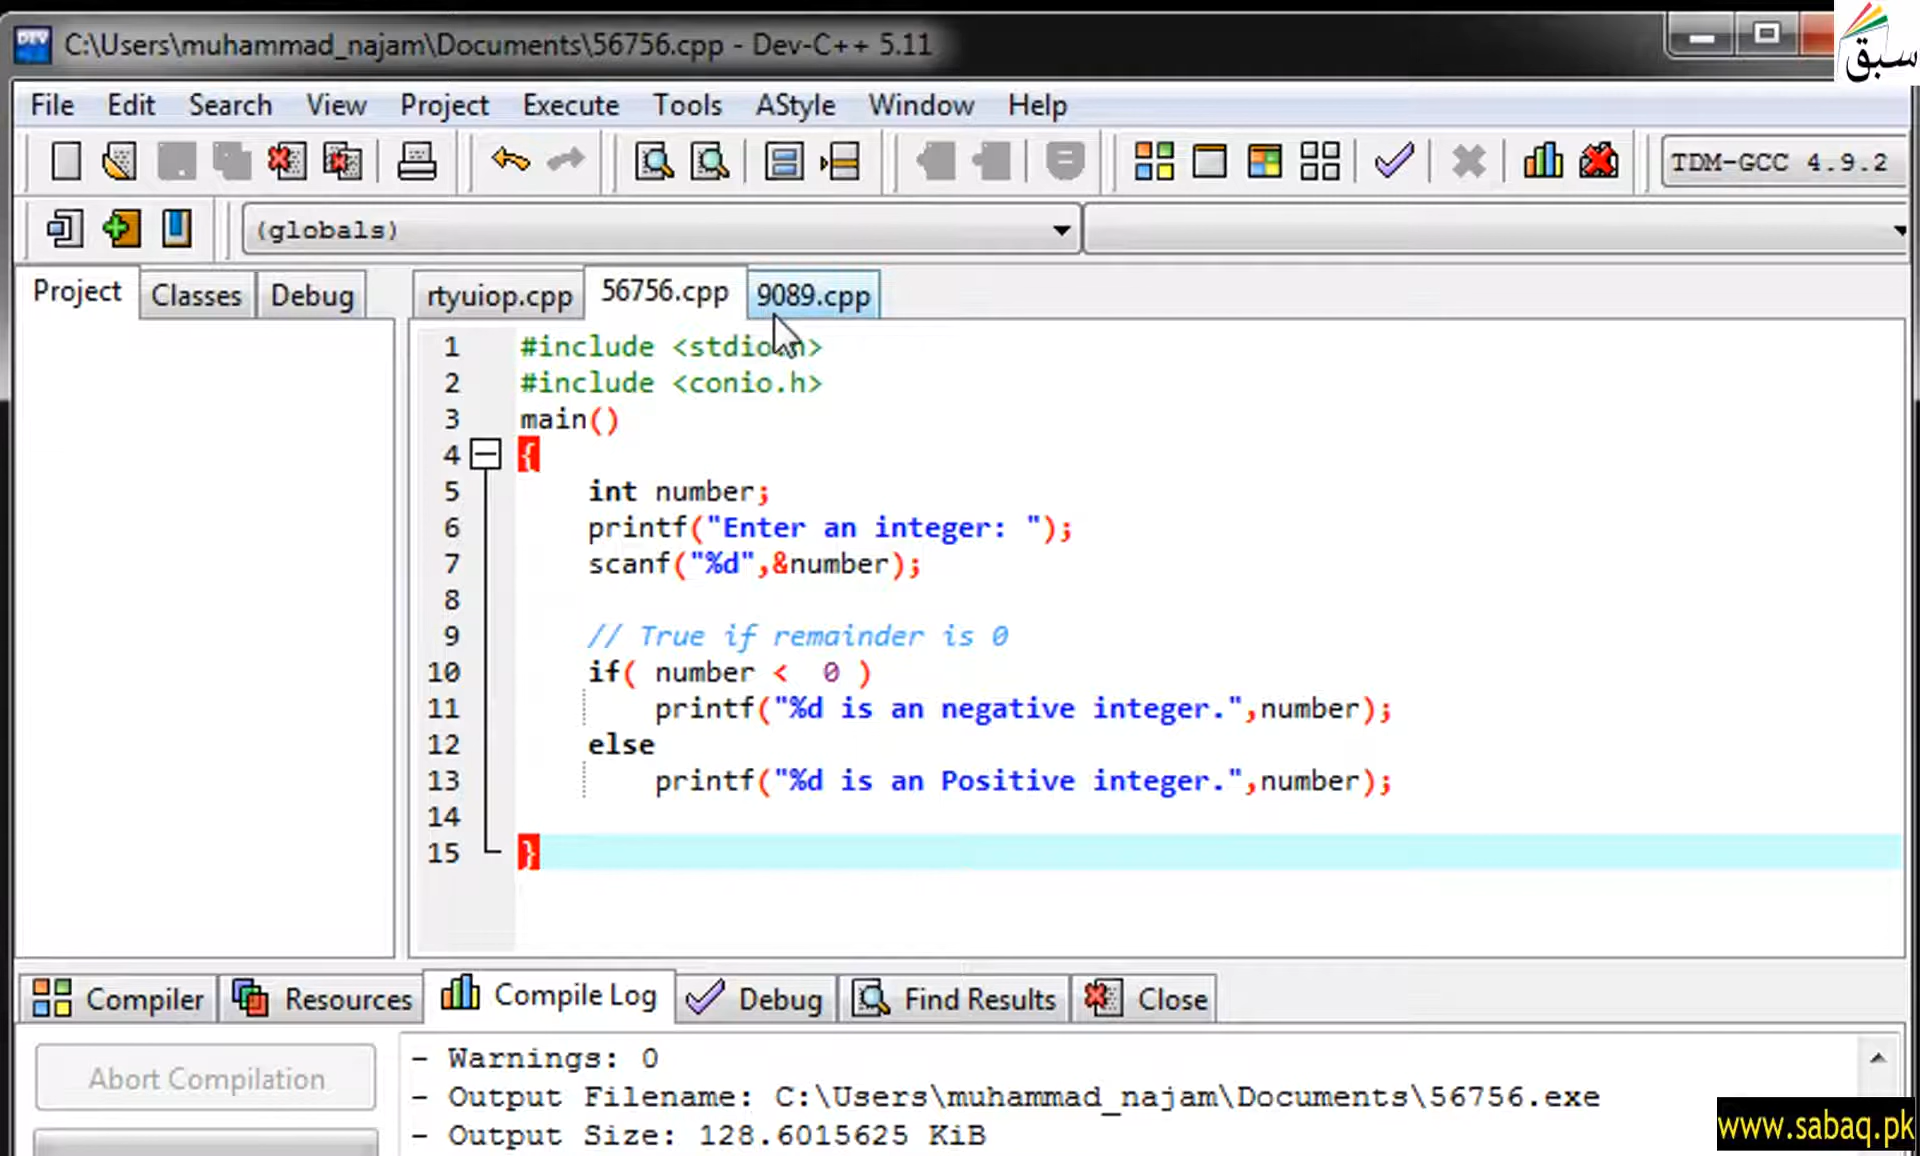 سبق
C:\Users\muhammad_najam\Documents\56756.cpp - Dev-C++ 5.11
File Edit Search View Project Execute Tools AStyle Window Help
TDM-GCC 4.9.2
(globals)
Project Classes Debug rtyuiop.cpp 56756.cpp 9089.cpp
1 #include <stdio.h>
2 #include <conio.h>
3 main()
4 {
5 int number;
6 printf("Enter an integer: ");
7 scanf("%d",&number);
8
9 // True if remainder is 0
10 if( number <  0 )
11 printf("%d is an negative integer.",number);
12 else
13 printf("%d is an Positive integer.",number);
14
15 }
Compiler Resources Compile Log Debug Find Results Close
Abort Compilation
- Warnings: 0
- Output Filename: C:\Users\muhammad_najam\Documents\56756.exe
- Output Size: 128.6015625 KiB
www.sabaq.pk